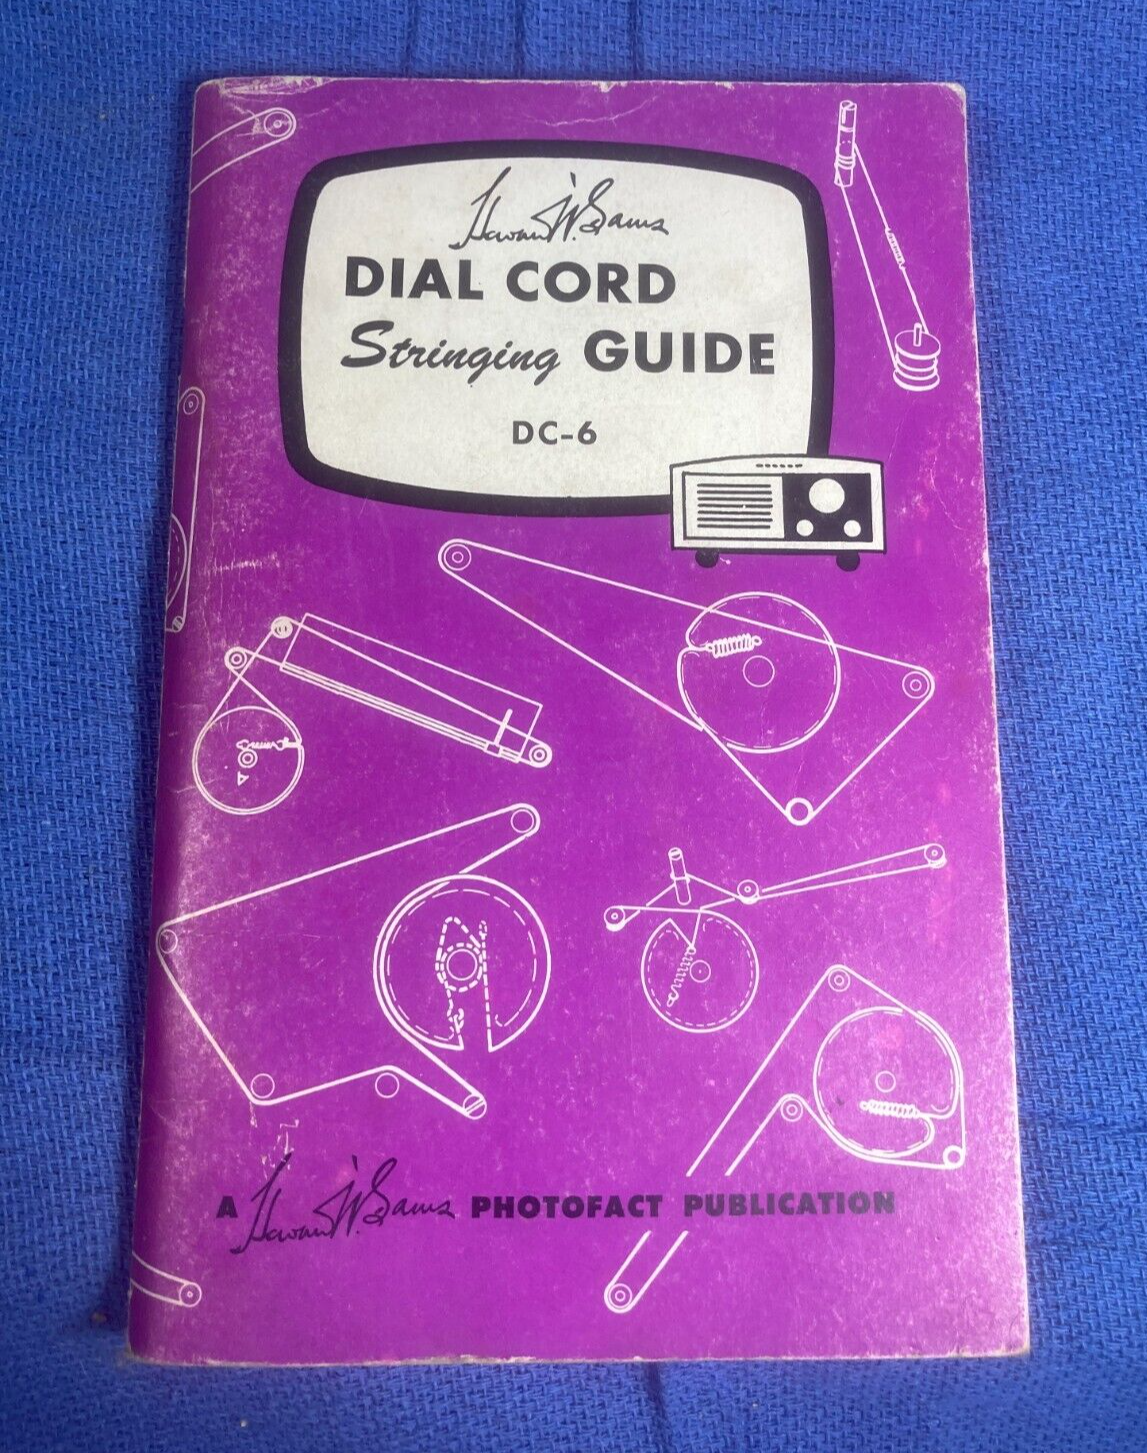 Howard W. Sams
DIAL CORD
Stringing GUIDE
DC-6
A Howard W. Sams PHOTOFACT PUBLICATION